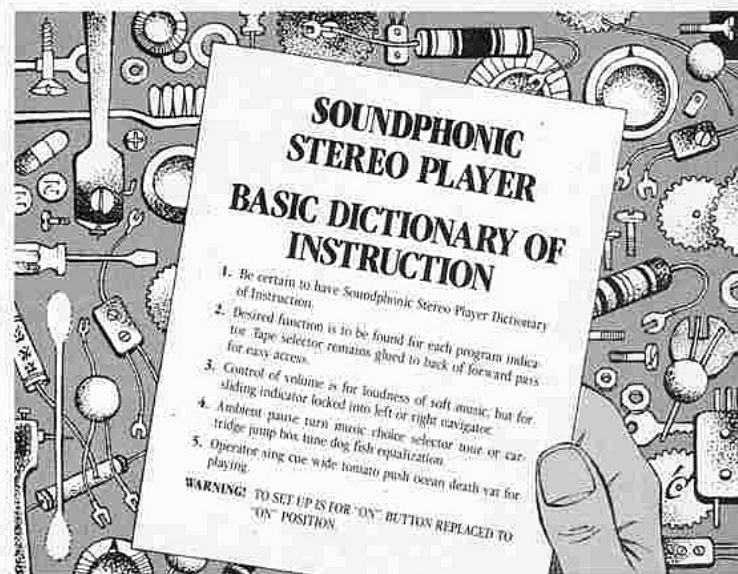 SOUNDPHONIC
STEREO PLAYER
BASIC DICTIONARY OF
INSTRUCTION
1. Be certain to have Soundphonic Stereo Player Dictionary
of Instruction.
2. Desired function is to be found for each program indica-
tor. Tape selector remains glued to back of forward pass
for easy access.
3. Control of volume is for loudness of soft music, but for
sliding indicator locked into left or right navigator.
4. Ambient pause turn music choice selector tour or car-
tridge jump box tune dog fish equalization.
5. Operator sing cue wide tomato push ocean death vat for
playing.
WARNING! TO SET UP IS FOR "ON" BUTTON REPLACED TO
"ON" POSITION